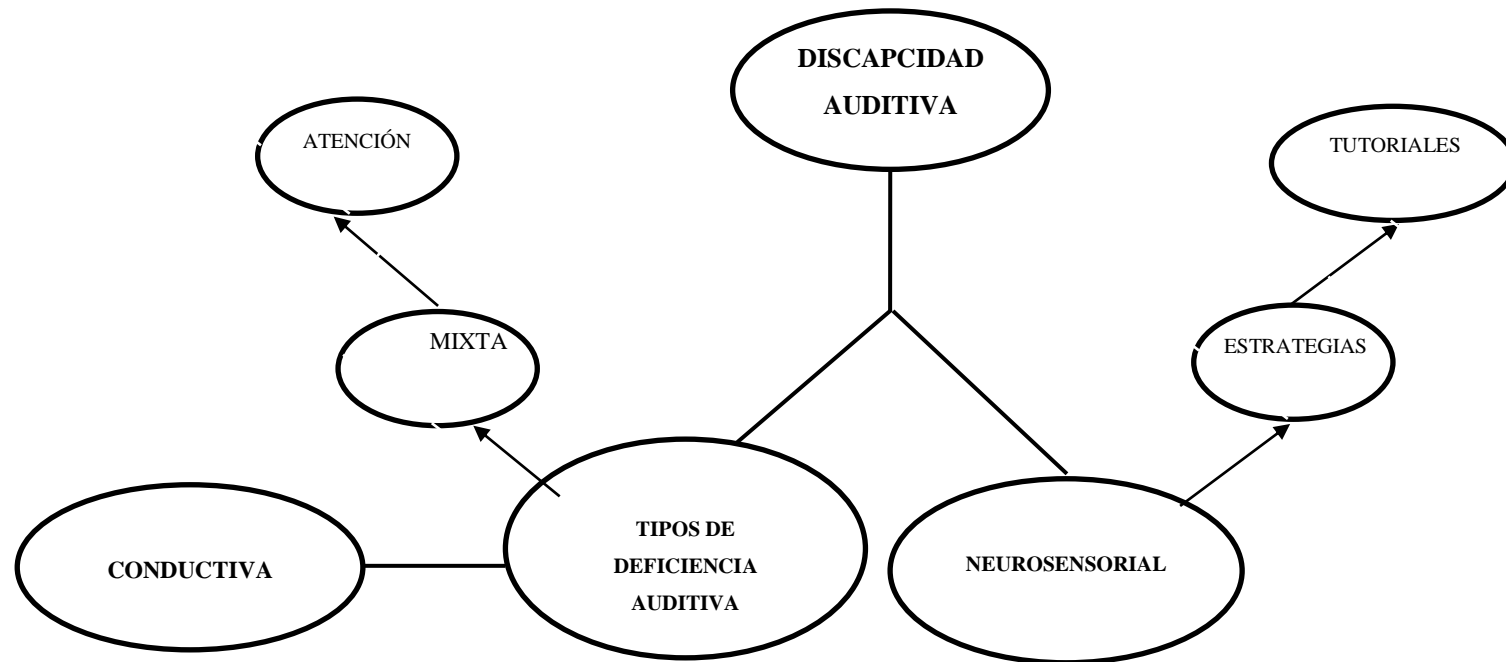 DISCAPCIDAD
AUDITIVA
ATENCIÓN
TUTORIALES
MIXTA
ESTRATEGIAS
CONDUCTIVA
TIPOS DE
DEFICIENCIA
AUDITIVA
NEUROSENSORIAL